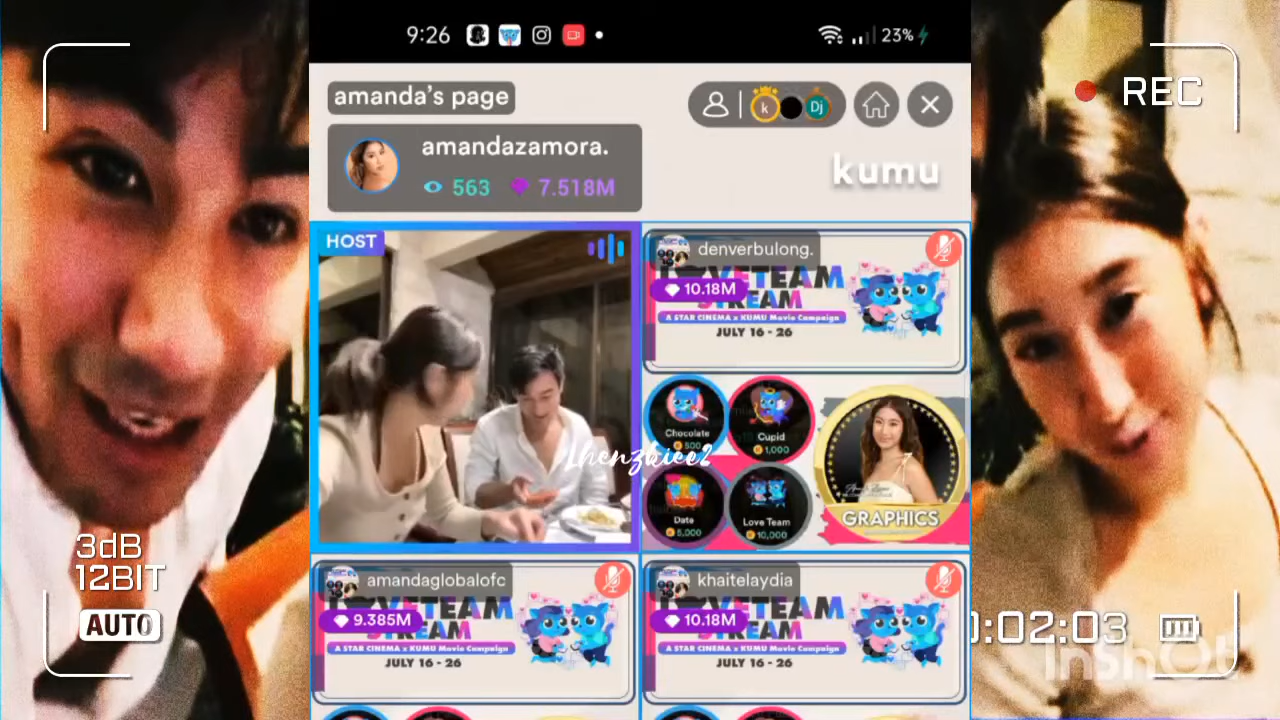 9:26
23%
amanda's page
k
Dj
amandazamora.
563
7.518M
kumu
REC
HOST
denverbulong.
10.18M
LOVETEAM
STREAM
A STAR CINEMA x KUMU Movie Campaign
JULY 16 - 26
Chocolate
500
Cupid
1,000
Date
5,000
Love Team
10,000
GRAPHICS
Lhenzkiee2
3dB
12BIT
AUTO
amandaglobalofc
9.385M
LOVETEAM
STREAM
A STAR CINEMA x KUMU Movie Campaign
JULY 16 - 26
khaitelaydia
10.18M
LOVETEAM
STREAM
A STAR CINEMA x KUMU Movie Campaign
JULY 16 - 26
0:02:03
InShOt